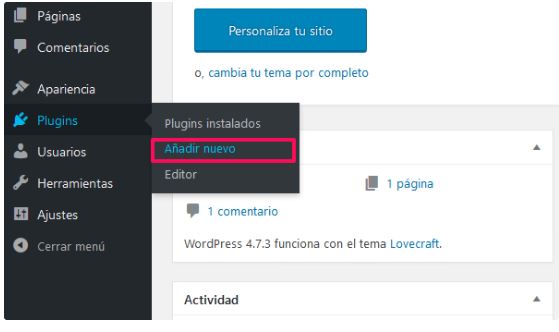 Páginas
Comentarios
Apariencia
Plugins
Usuarios
Herramientas
Ajustes
Cerrar menú
Plugins instalados
Añadir nuevo
Editor
Personaliza tu sitio
o, cambia tu tema por completo
1 página
1 comentario
WordPress 4.7.3 funciona con el tema Lovecraft.
Actividad